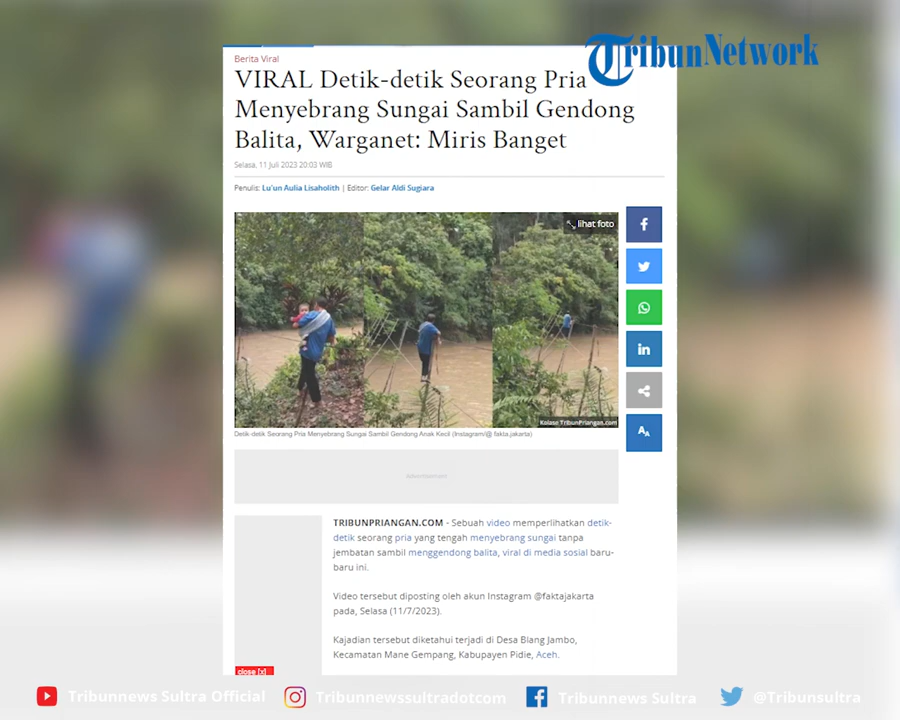 TribunNetwork
Berita Viral
VIRAL Detik-detik Seorang Pria
Menyebrang Sungai Sambil Gendong
Balita, Warganet: Miris Banget
Selasa, 11 Juli 2023 20:03 WIB
Penulis: Lu'un Aulia Lisaholith | Editor: Gelar Aldi Sugiara
lihat foto
Kolase TribunPriangan.com
Detik-detik Seorang Pria Menyebrang Sungai Sambil Gendong Anak Kecil (Instagram/@ fakta.jakarta)
Advertisement
TRIBUNPRIANGAN.COM - Sebuah video memperlihatkan detik-
detik seorang pria yang tengah menyebrang sungai tanpa
jembatan sambil menggendong balita, viral di media sosial baru-
baru ini.
Video tersebut diposting oleh akun Instagram @faktajakarta
pada, Selasa (11/7/2023).
Kajadian tersebut diketahui terjadi di Desa Blang Jambo,
Kecamatan Mane Gempang, Kabupayen Pidie, Aceh.
close [x]
Tribunnews Sultra Official
Tribunnewssultradotcom
Tribunnews Sultra
@Tribunsultra